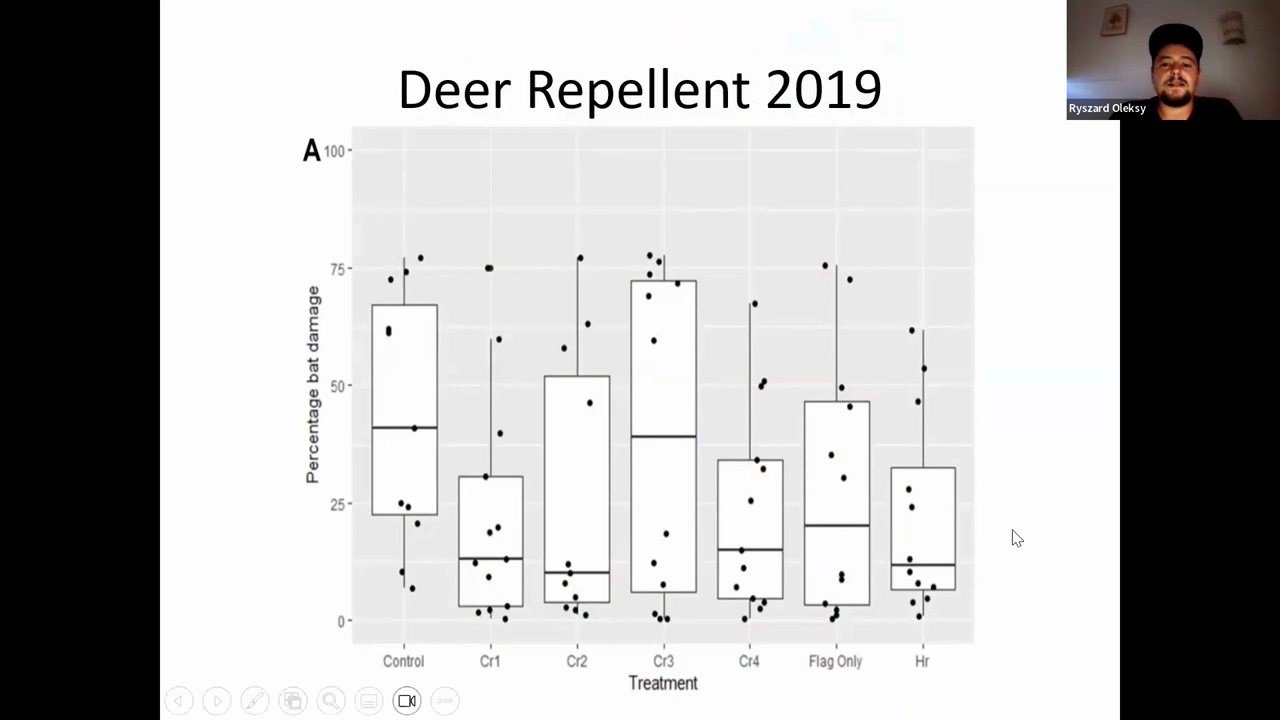 Deer Repellent 2019
Ryszard Oleksy
A
100
75
50
25
0
Percentage bat damage
Control Cr1 Cr2 Cr3 Cr4 Flag Only Hr
Treatment